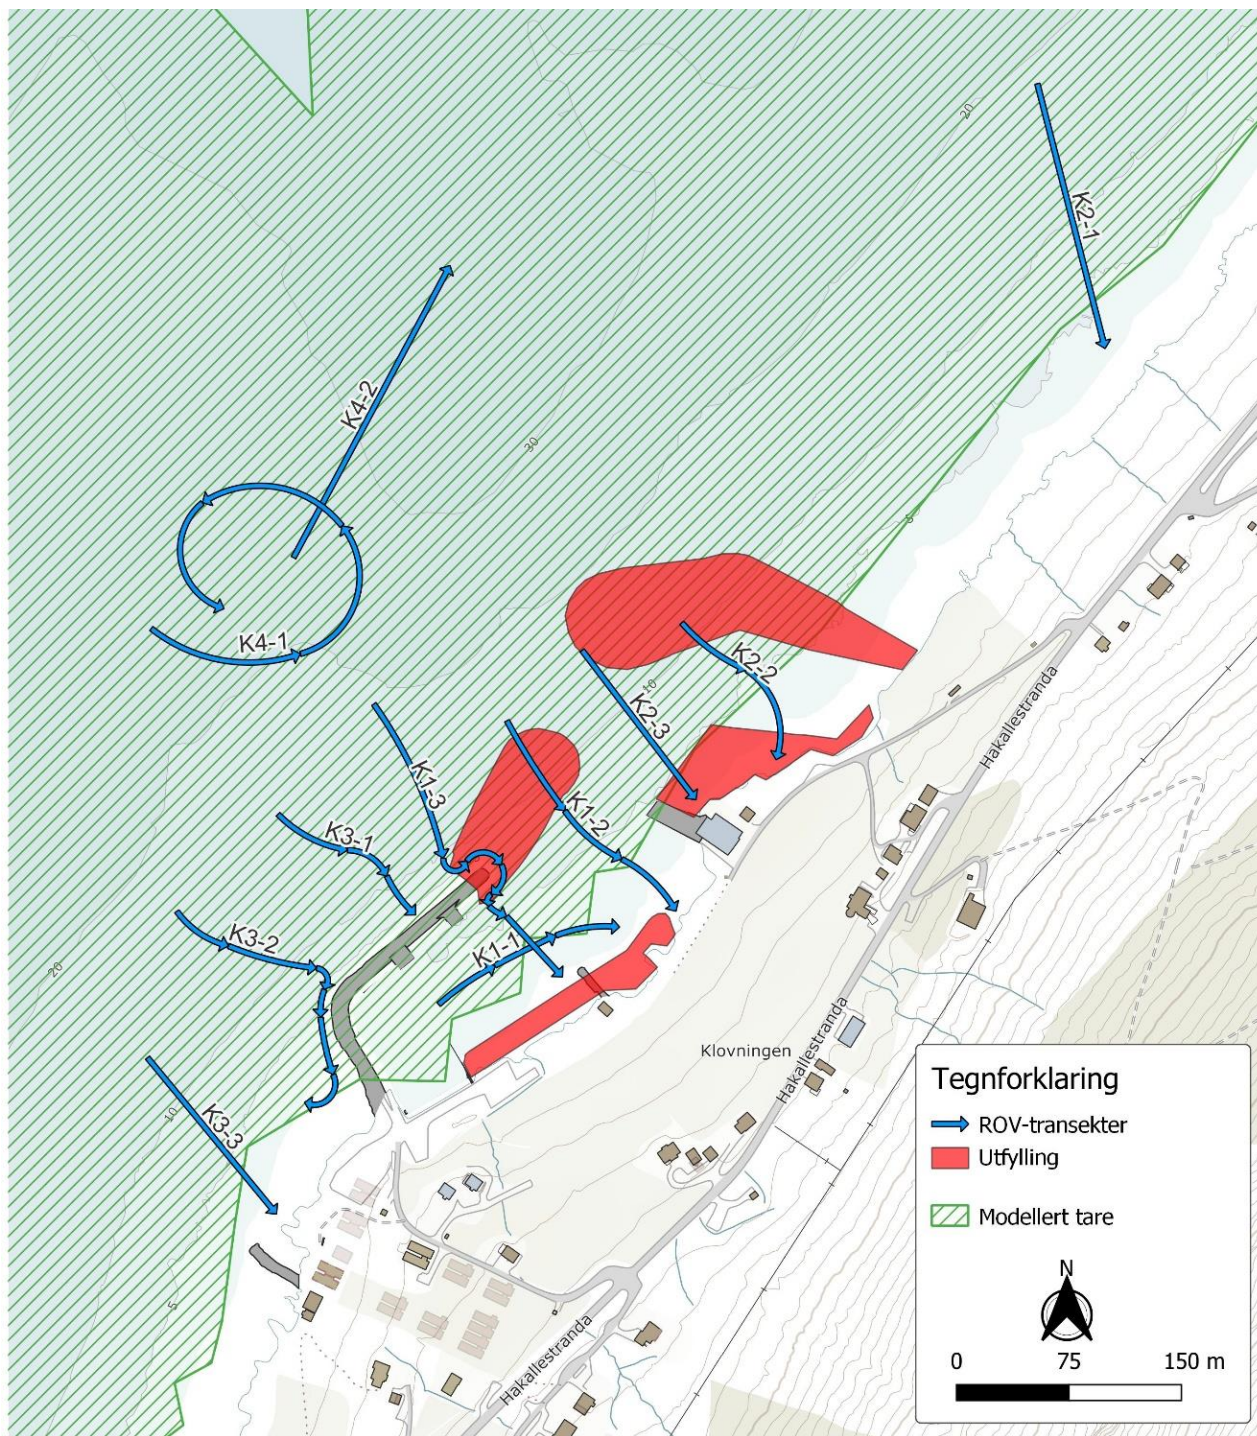 20
K2-1
K4-2
30
5
K4-1
K2-2
10
K2-3
Hakallestranda
K1-3
K1-2
K3-1
K3-2
K1-1
20
Klovningen
Hakallestranda
10
K3-3
5
Hakallestranda
Tegnforklaring
ROV-transekter
Utfylling
Modellert tare
N
0 75 150 m